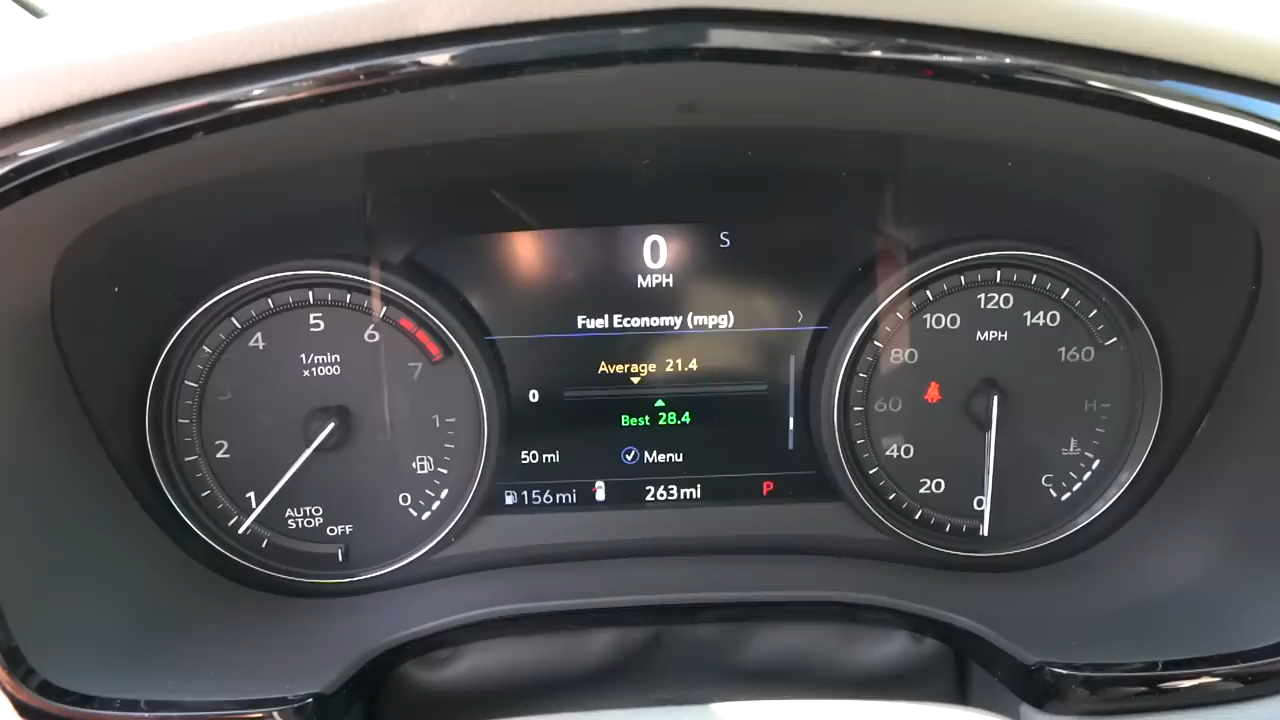 0
MPH
S
Fuel Economy (mpg)
Average 21.4
0
Best 28.4
50 mi
Menu
156mi
263mi
P
1
2
4
5
6
7
1/min
x1000
AUTO
STOP
OFF
1
0
0
20
40
60
80
100
120
140
160
MPH
H
C